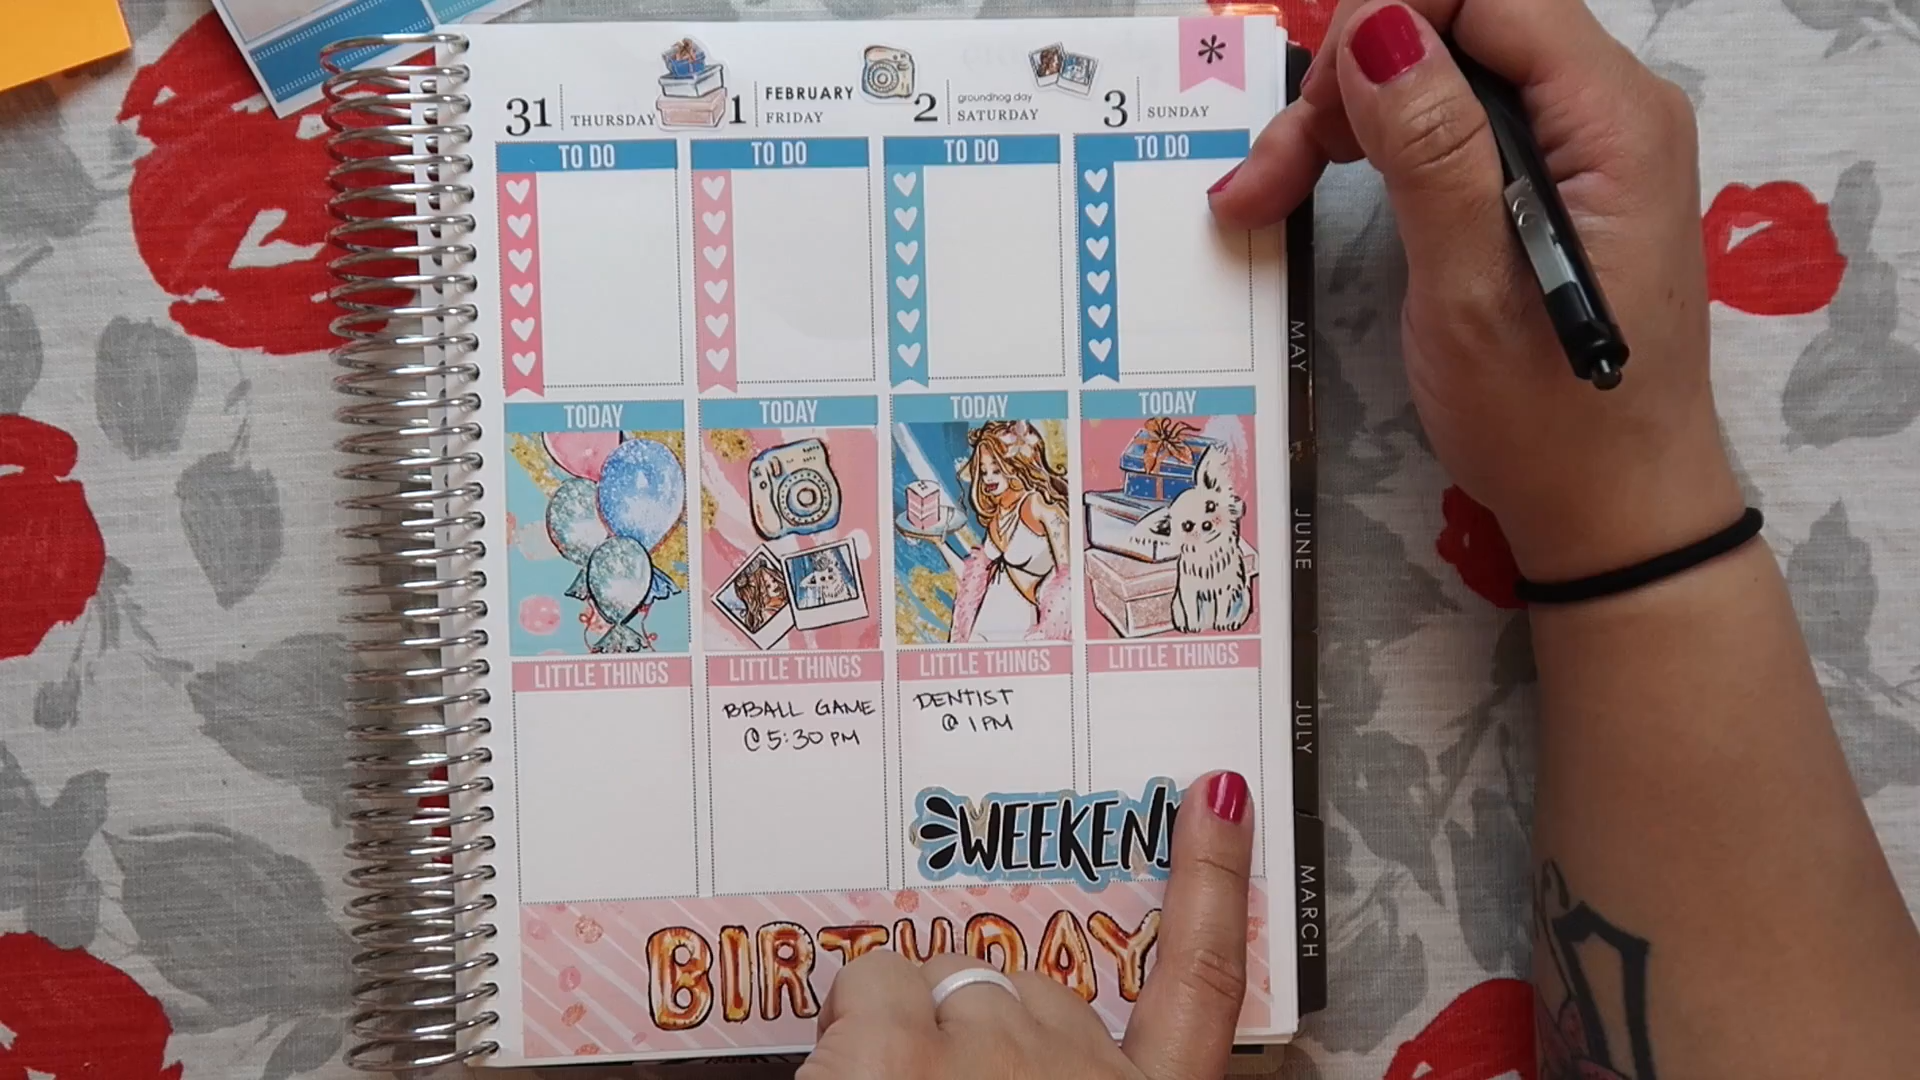 *
31 THURSDAY
1 FEBRUARY
FRIDAY
2 groundhog day
SATURDAY
3 SUNDAY
TO DO
TO DO
TO DO
TO DO
TODAY
TODAY
TODAY
TODAY
LITTLE THINGS
LITTLE THINGS
LITTLE THINGS
LITTLE THINGS
BBALL GAME
@ 5:30 PM
DENTIST
@ 1 PM
WEEKEND
BIRTHDAY
MAY
JUNE
JULY
MARCH